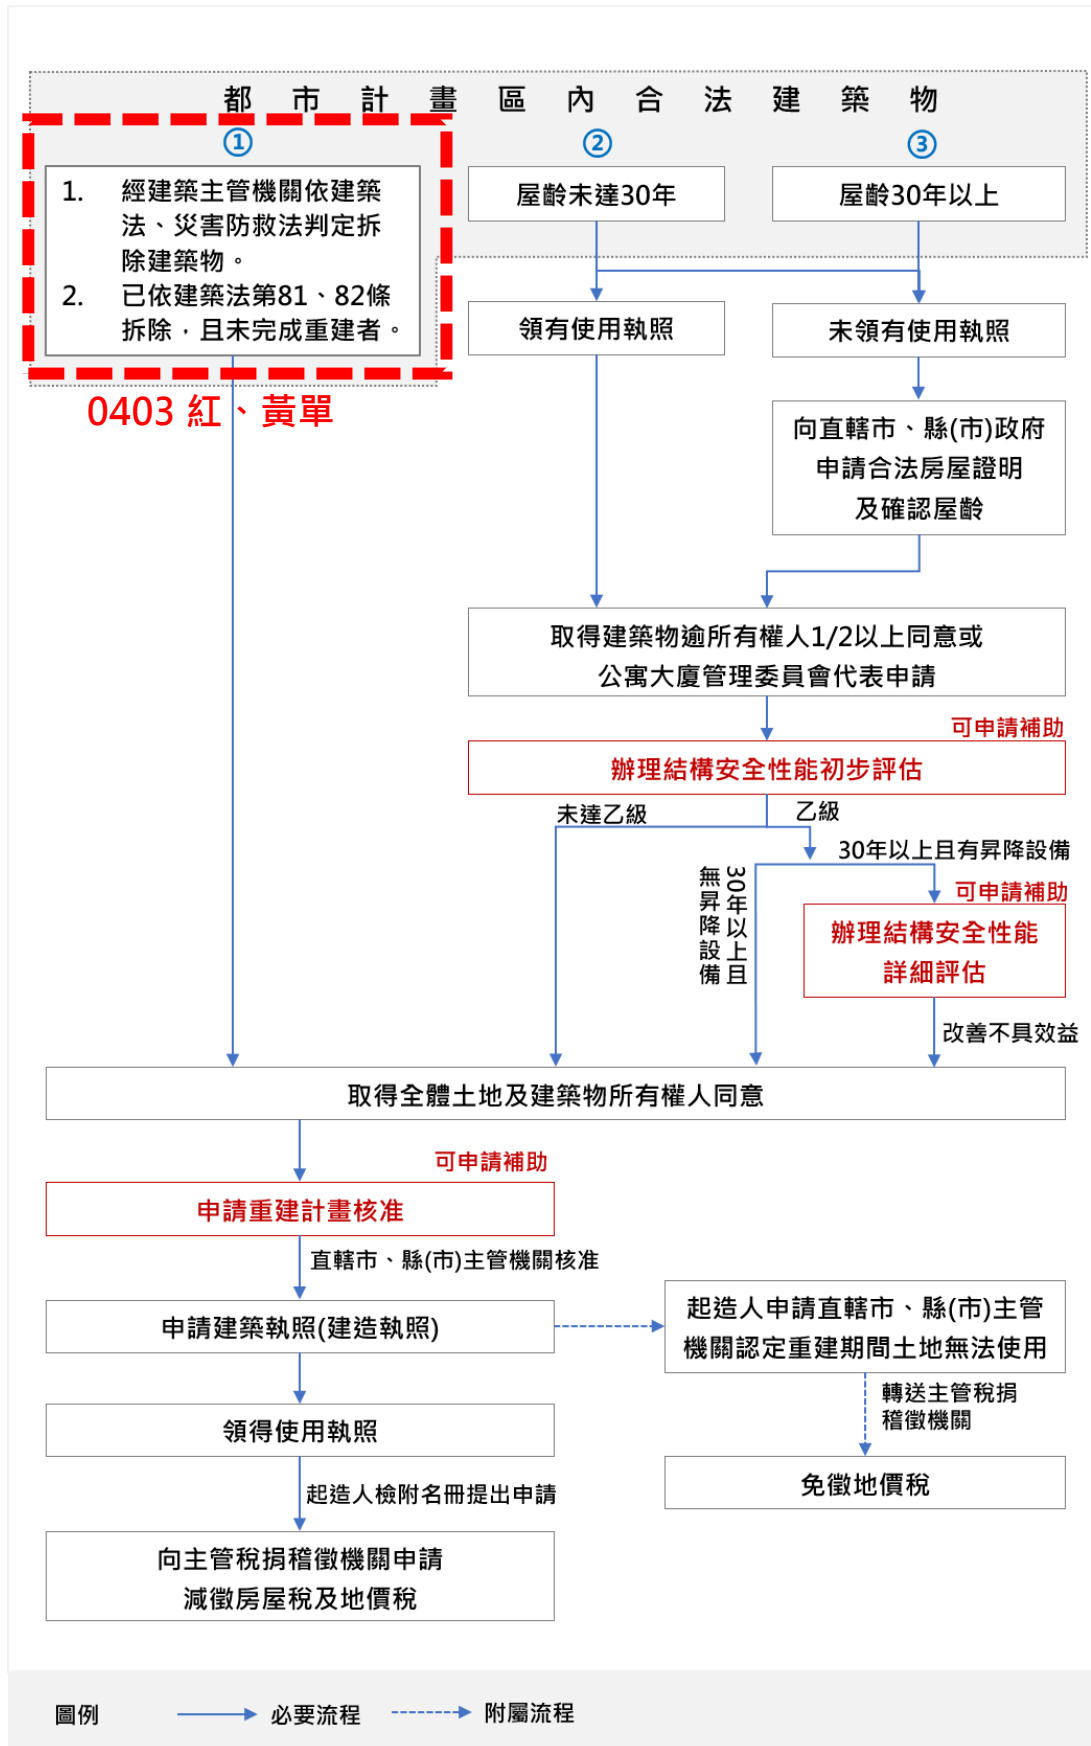 都市計畫區內合法建築物
①
②
③
1. 經建築主管機關依建築
法、災害防救法判定拆
除建築物。
2. 已依建築法第81、82條
拆除，且未完成重建者。
屋齡未達30年
屋齡30年以上
領有使用執照
未領有使用執照
0403 紅、黃單
向直轄市、縣(市)政府
申請合法房屋證明
及確認屋齡
取得建築物逾所有權人1/2以上同意或
公寓大廈管理委員會代表申請
可申請補助
辦理結構安全性能初步評估
未達乙級
乙級
30年以上且有昇降設備
30年以上且
無昇降設備
可申請補助
辦理結構安全性能
詳細評估
改善不具效益
取得全體土地及建築物所有權人同意
可申請補助
申請重建計畫核准
直轄市、縣(市)主管機關核准
申請建築執照(建造執照)
起造人申請直轄市、縣(市)主管
機關認定重建期間土地無法使用
轉送主管稅捐
稽徵機關
領得使用執照
免徵地價稅
起造人檢附名冊提出申請
向主管稅捐稽徵機關申請
減徵房屋稅及地價稅
圖例
必要流程
附屬流程